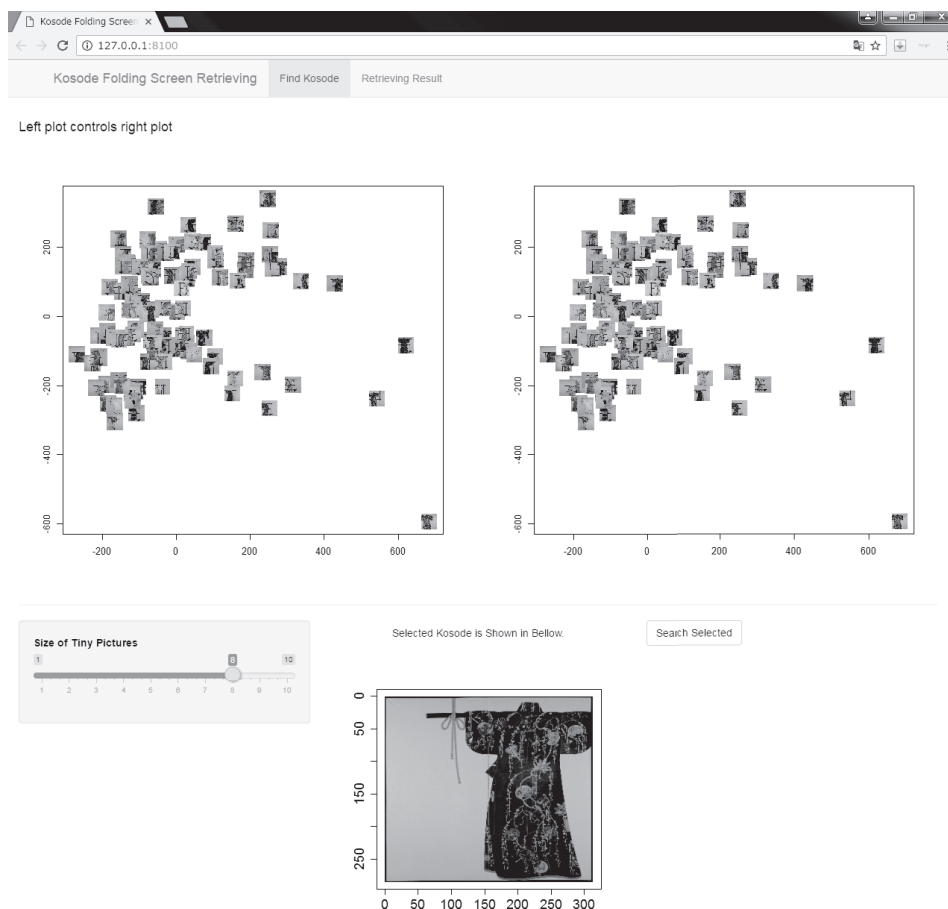 Kosode Folding Screen ×
127.0.0.1:8100
Kosode Folding Screen Retrieving Find Kosode Retrieving Result
Left plot controls right plot
200
0
-200
-400
-600
-200 0 200 400 600
200
0
-200
-400
-600
-200 0 200 400 600
Size of Tiny Pictures
1 8 10
1 2 3 4 5 6 7 8 9 10
Selected Kosode is Shown in Bellow.
Search Selected
0
50
150
250
0 50 100 150 200 250 300